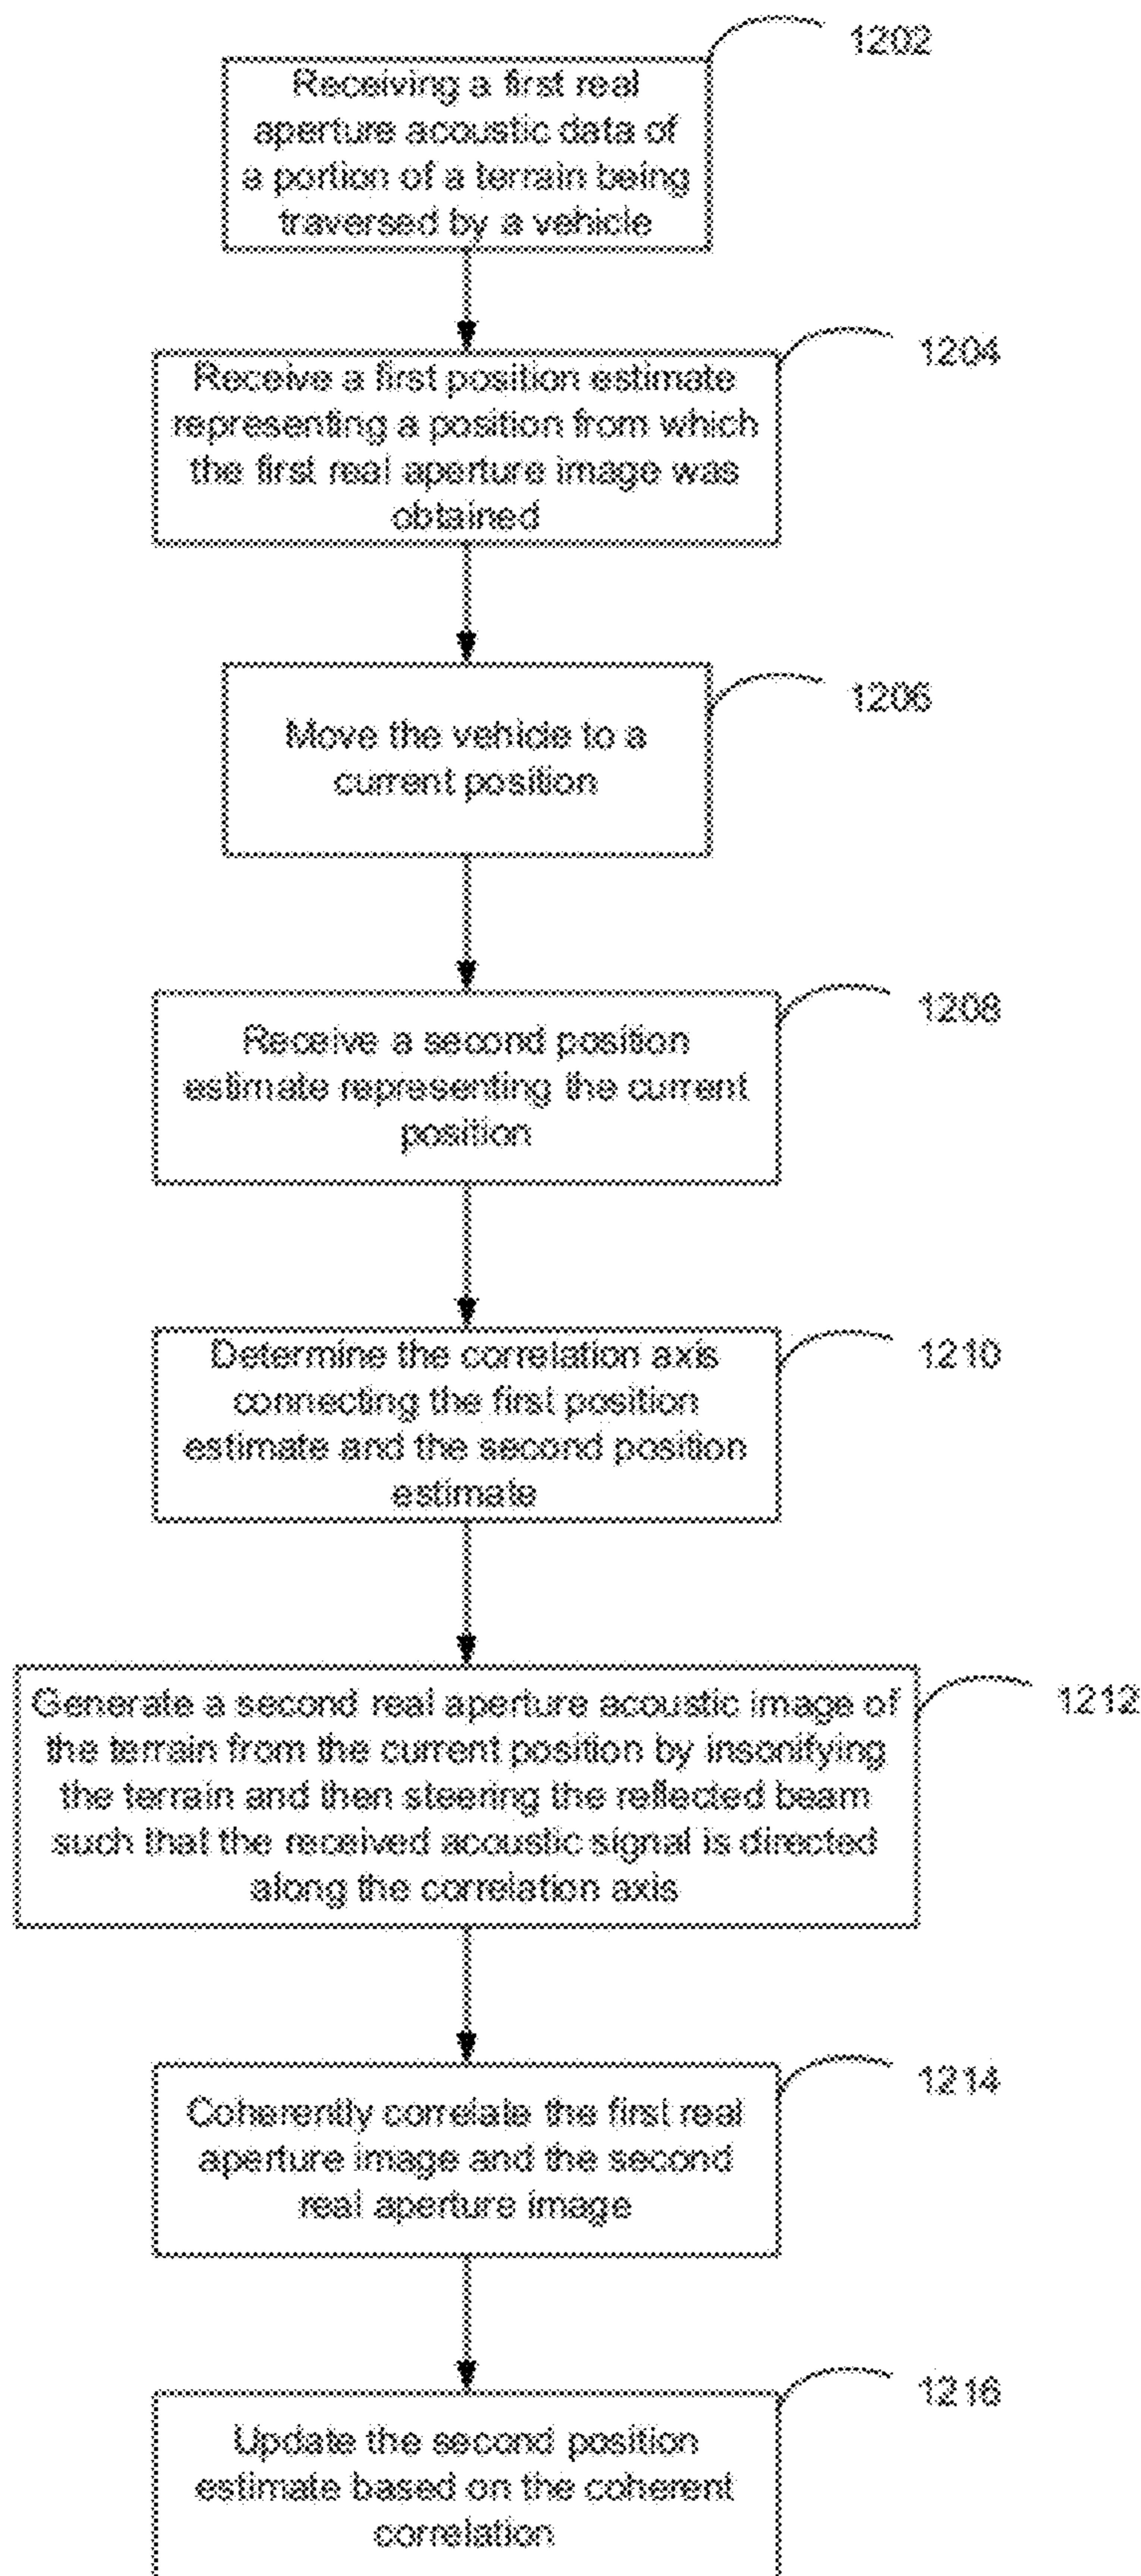 1202
Receiving a first real
aperture acoustic data of
a portion of a terrain being
traversed by a vehicle
1204
Receive a first position estimate
representing a position from which
the first real aperture image was
obtained
1206
Move the vehicle to a
current position
1208
Receive a second position
estimate representing the current
position
1210
Determine the correlation axis
connecting the first position
estimate and the second position
estimate
1212
Generate a second real aperture acoustic image of
the terrain from the current position by insonifying
the terrain and then steering the reflected beam
such that the received acoustic signal is directed
along the correlation axis
1214
Coherently correlate the first real
aperture image and the second
real aperture image
1216
Update the second position
estimate based on the coherent
correlation